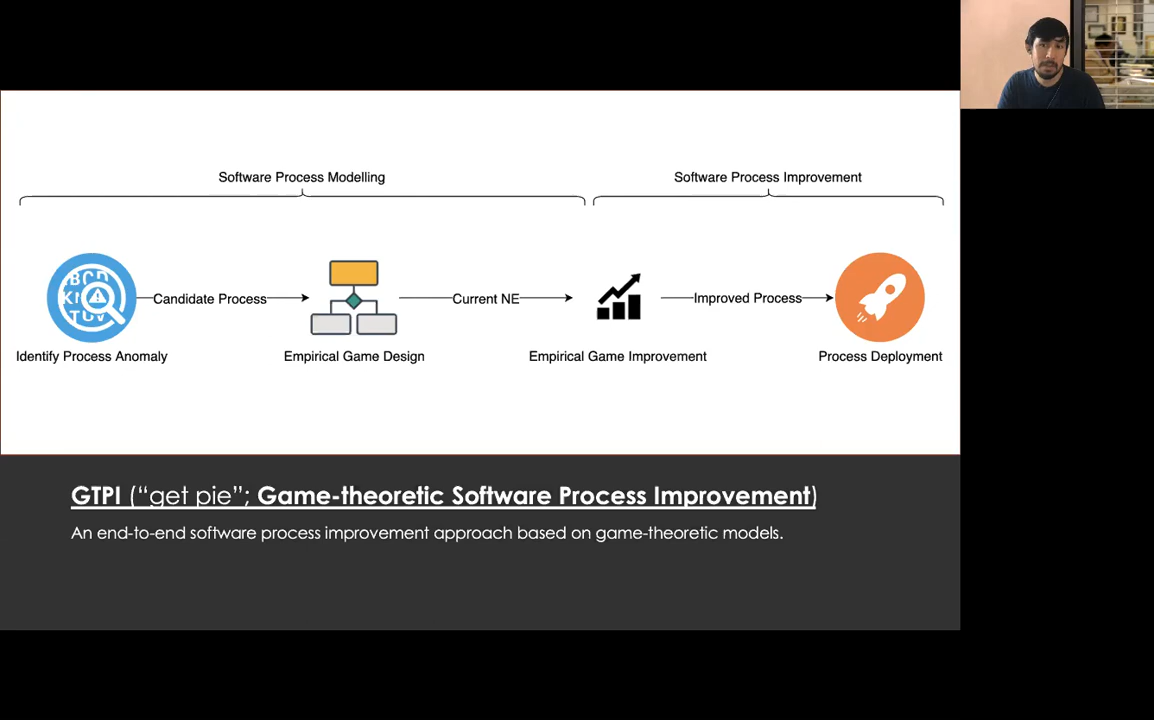 Software Process Modelling
Software Process Improvement
Candidate Process
Current NE
Improved Process
Identify Process Anomaly
Empirical Game Design
Empirical Game Improvement
Process Deployment
GTPI (“get pie”; Game-theoretic Software Process Improvement)
An end-to-end software process improvement approach based on game-theoretic models.